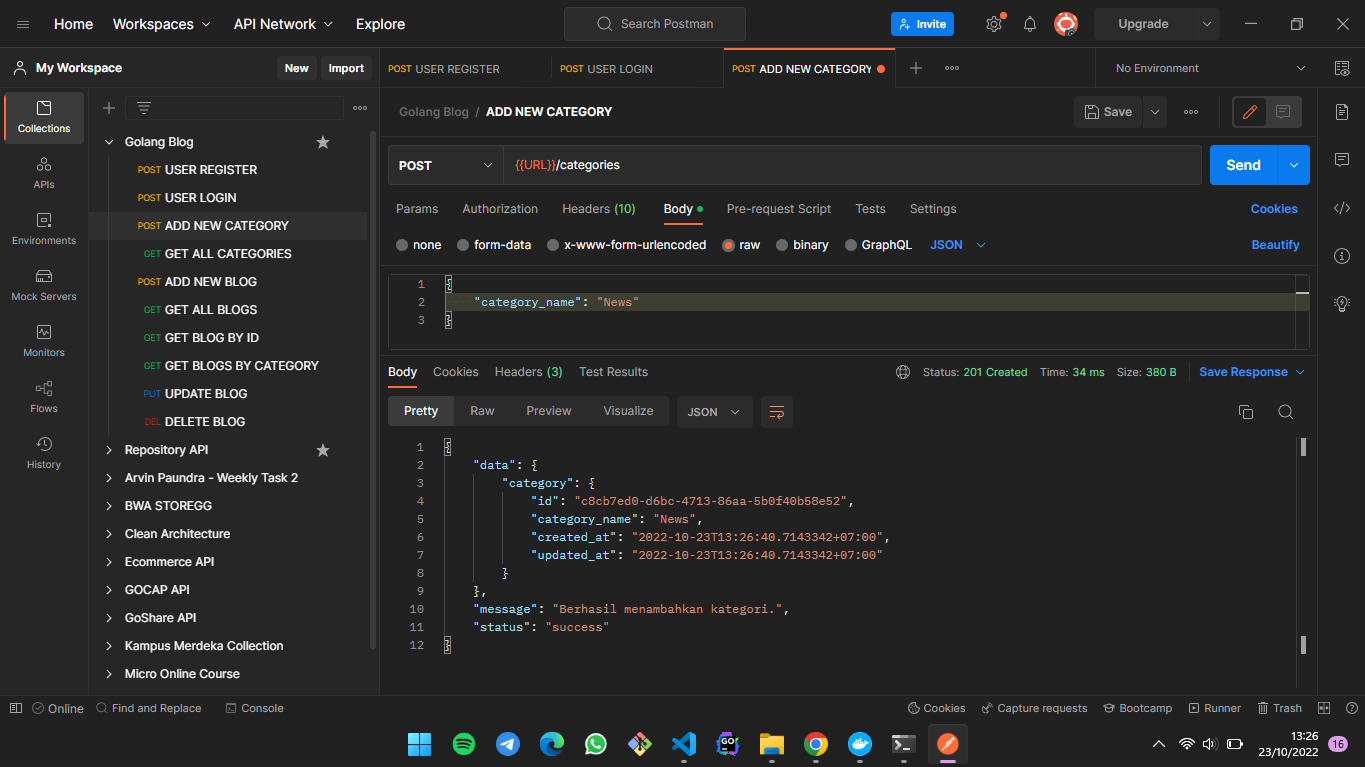 Home Workspaces API Network Explore Search Postman Invite Upgrade
My Workspace New Import POST USER REGISTER POST USER LOGIN POST ADD NEW CATEGORY No Environment
Collections
APIs
Environments
Mock Servers
Monitors
Flows
History
Golang Blog
POST USER REGISTER
POST USER LOGIN
POST ADD NEW CATEGORY
GET GET ALL CATEGORIES
POST ADD NEW BLOG
GET GET ALL BLOGS
GET GET BLOG BY ID
GET GET BLOGS BY CATEGORY
PUT UPDATE BLOG
DEL DELETE BLOG
Repository API
Arvin Paundra - Weekly Task 2
BWA STOREGG
Clean Architecture
Ecommerce API
GOCAP API
GoShare API
Kampus Merdeka Collection
Micro Online Course
Golang Blog / ADD NEW CATEGORY Save
POST {{URL}}/categories Send
Params Authorization Headers (10) Body Pre-request Script Tests Settings Cookies
none form-data x-www-form-urlencoded raw binary GraphQL JSON Beautify
1 {
2 "category_name": "News"
3 }
Body Cookies Headers (3) Test Results Status: 201 Created Time: 34 ms Size: 380 B Save Response
Pretty Raw Preview Visualize JSON
1 {
2 "data": {
3 "category": {
4 "id": "c8cb7ed0-d6bc-4713-86aa-5b0f40b58e52",
5 "category_name": "News",
6 "created_at": "2022-10-23T13:26:40.7143342+07:00",
7 "updated_at": "2022-10-23T13:26:40.7143342+07:00"
8 }
9 },
10 "message": "Berhasil menambahkan kategori.",
11 "status": "success"
12 }
Online Find and Replace Console Cookies Capture requests Bootcamp Runner Trash
GO
13:26
23/10/2022 16